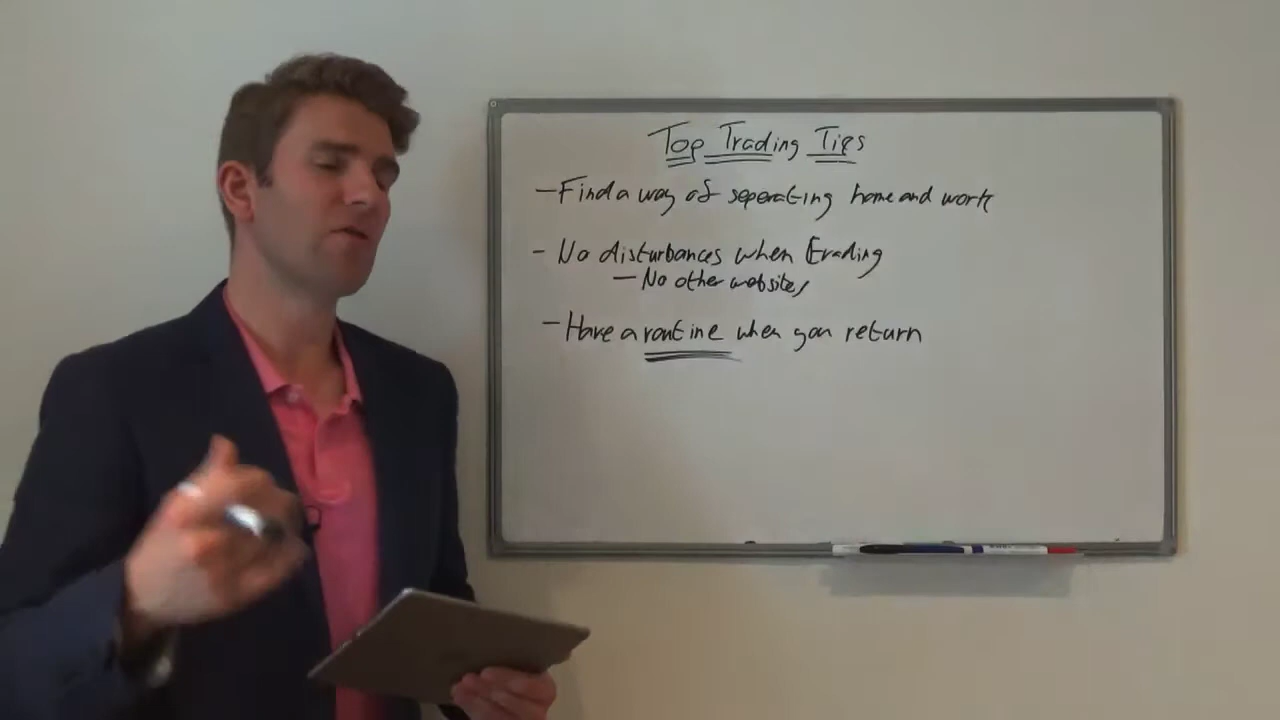 Top Trading Tips
- Find a way of seperating home and work
- No disturbances when trading
- No other websites
- Have a routine when you return